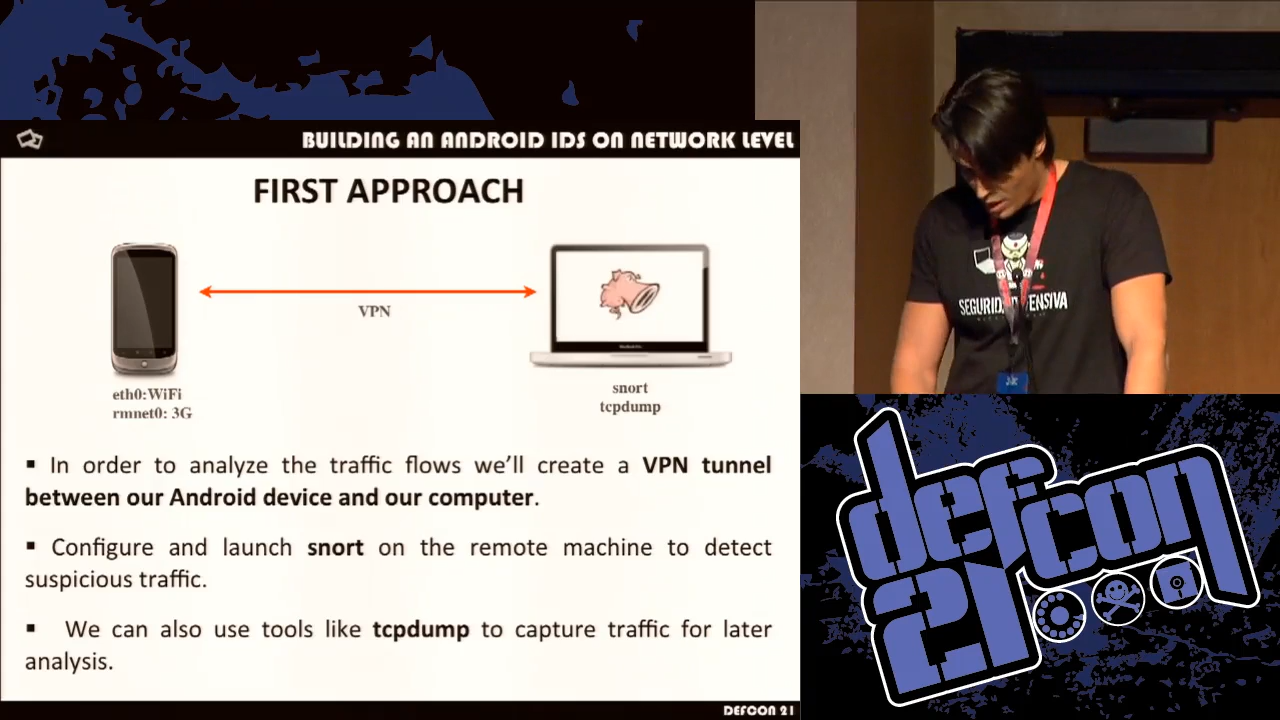 BUILDING AN ANDROID IDS ON NETWORK LEVEL
FIRST APPROACH
VPN
eth0:WiFi
rmnet0: 3G
snort
tcpdump
▪ In order to analyze the traffic flows we’ll create a VPN tunnel
between our Android device and our computer.
▪ Configure and launch snort on the remote machine to detect
suspicious traffic.
▪ We can also use tools like tcpdump to capture traffic for later
analysis.
DEFCON 21
defcon
21